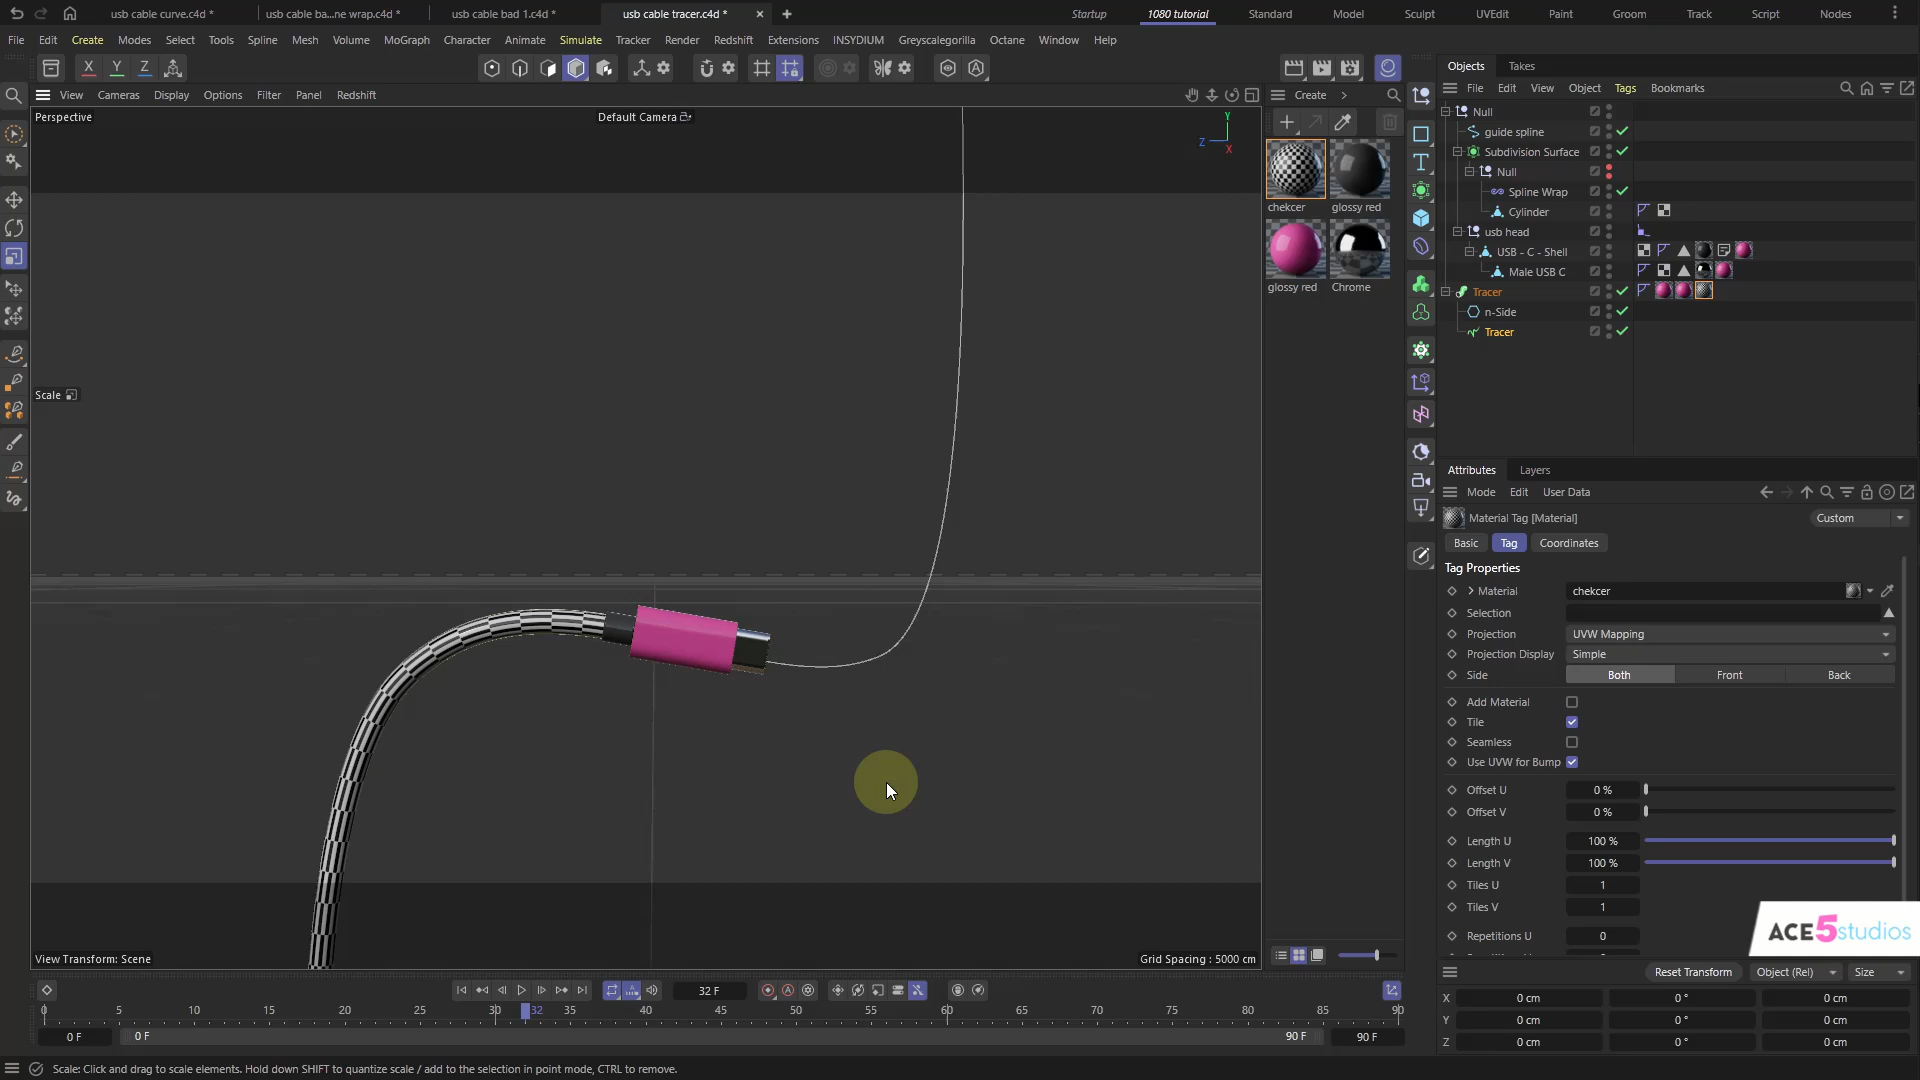 usb cable curve.c4d *
usb cable ba...ne wrap.c4d *
usb cable bad 1.c4d *
usb cable tracer.c4d *
Startup
1080 tutorial
Standard
Model
Sculpt
UVEdit
Paint
Groom
Track
Script
Nodes
File Edit Create Modes Select Tools Spline Mesh Volume MoGraph Character Animate Simulate Tracker Render Redshift Extensions INSYDIUM Greyscalegorilla Octane Window Help
X Y Z
Objects Takes
View Cameras Display Options Filter Panel Redshift
Create
File Edit View Object Tags Bookmarks
Perspective
Default Camera
Y
Z
X
Null
guide spline
Subdivision Surface
Null
Spline Wrap
Cylinder
usb head
USB - C - Shell
Male USB C
Tracer
n-Side
Tracer
chekcer
glossy red
glossy red
Chrome
Scale
Attributes Layers
Mode Edit User Data
Material Tag [Material]
Custom
Basic Tag Coordinates
Tag Properties
Material chekcer
Selection
Projection UVW Mapping
Projection Display Simple
Side Both Front Back
Add Material
Tile
Seamless
Use UVW for Bump
Offset U 0 %
Offset V 0 %
Length U 100 %
Length V 100 %
Tiles U 1
Tiles V 1
Repetitions U 0
ACE5studios
View Transform: Scene
Grid Spacing : 5000 cm
Reset Transform Object (Rel) Size
X 0 cm 0 ° 0 cm
Y 0 cm 0 ° 0 cm
Z 0 cm 0 ° 0 cm
32 F
0 5 10 15 20 25 30 32 35 40 45 50 55 60 65 70 75 80 85 90
0 F 0 F 90 F 90 F
Scale: Click and drag to scale elements. Hold down SHIFT to quantize scale / add to the selection in point mode, CTRL to remove.